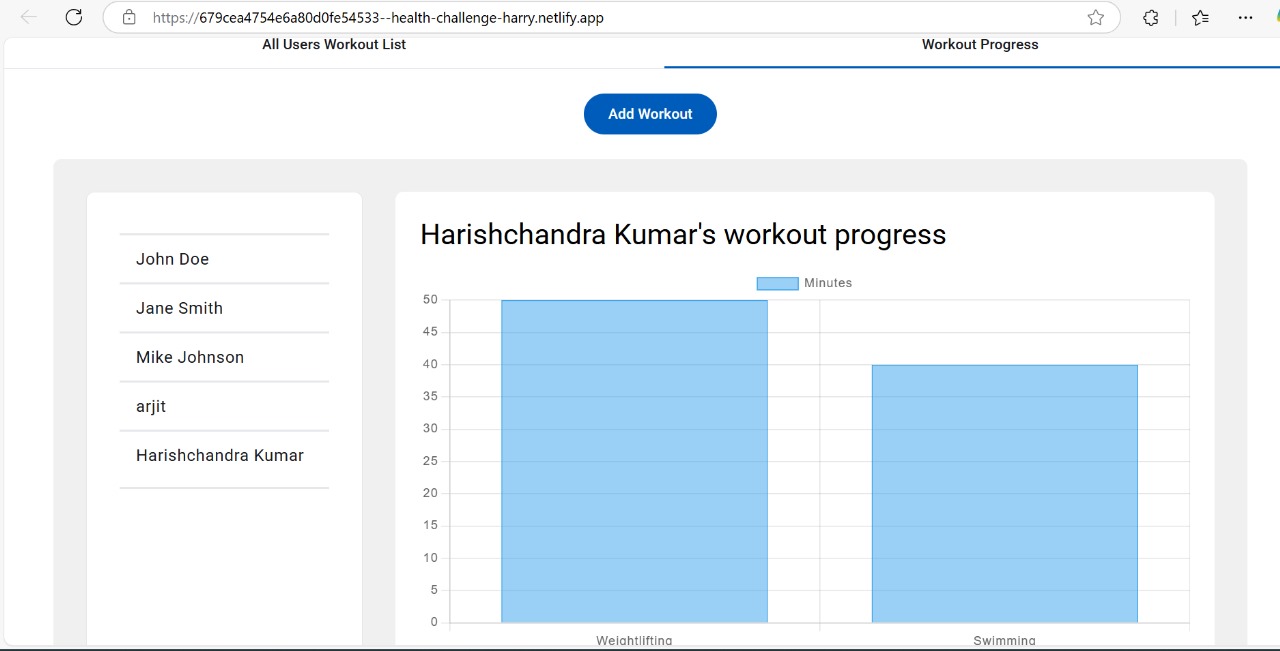 https://679cea4754e6a80d0fe54533--health-challenge-harry.netlify.app
All Users Workout List
Workout Progress
Add Workout
John Doe
Jane Smith
Mike Johnson
arjit
Harishchandra Kumar
Harishchandra Kumar's workout progress
Minutes
50
45
40
35
30
25
20
15
10
5
0
Weightlifting
Swimming